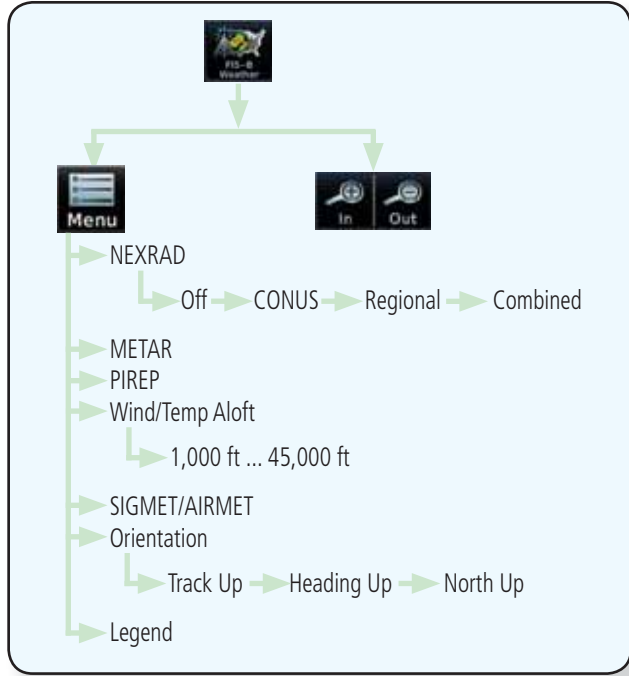 FIS-B
Weather
Menu
In Out
NEXRAD
Off CONUS Regional Combined
METAR
PIREP
Wind/Temp Aloft
1,000 ft ... 45,000 ft
SIGMET/AIRMET
Orientation
Track Up Heading Up North Up
Legend